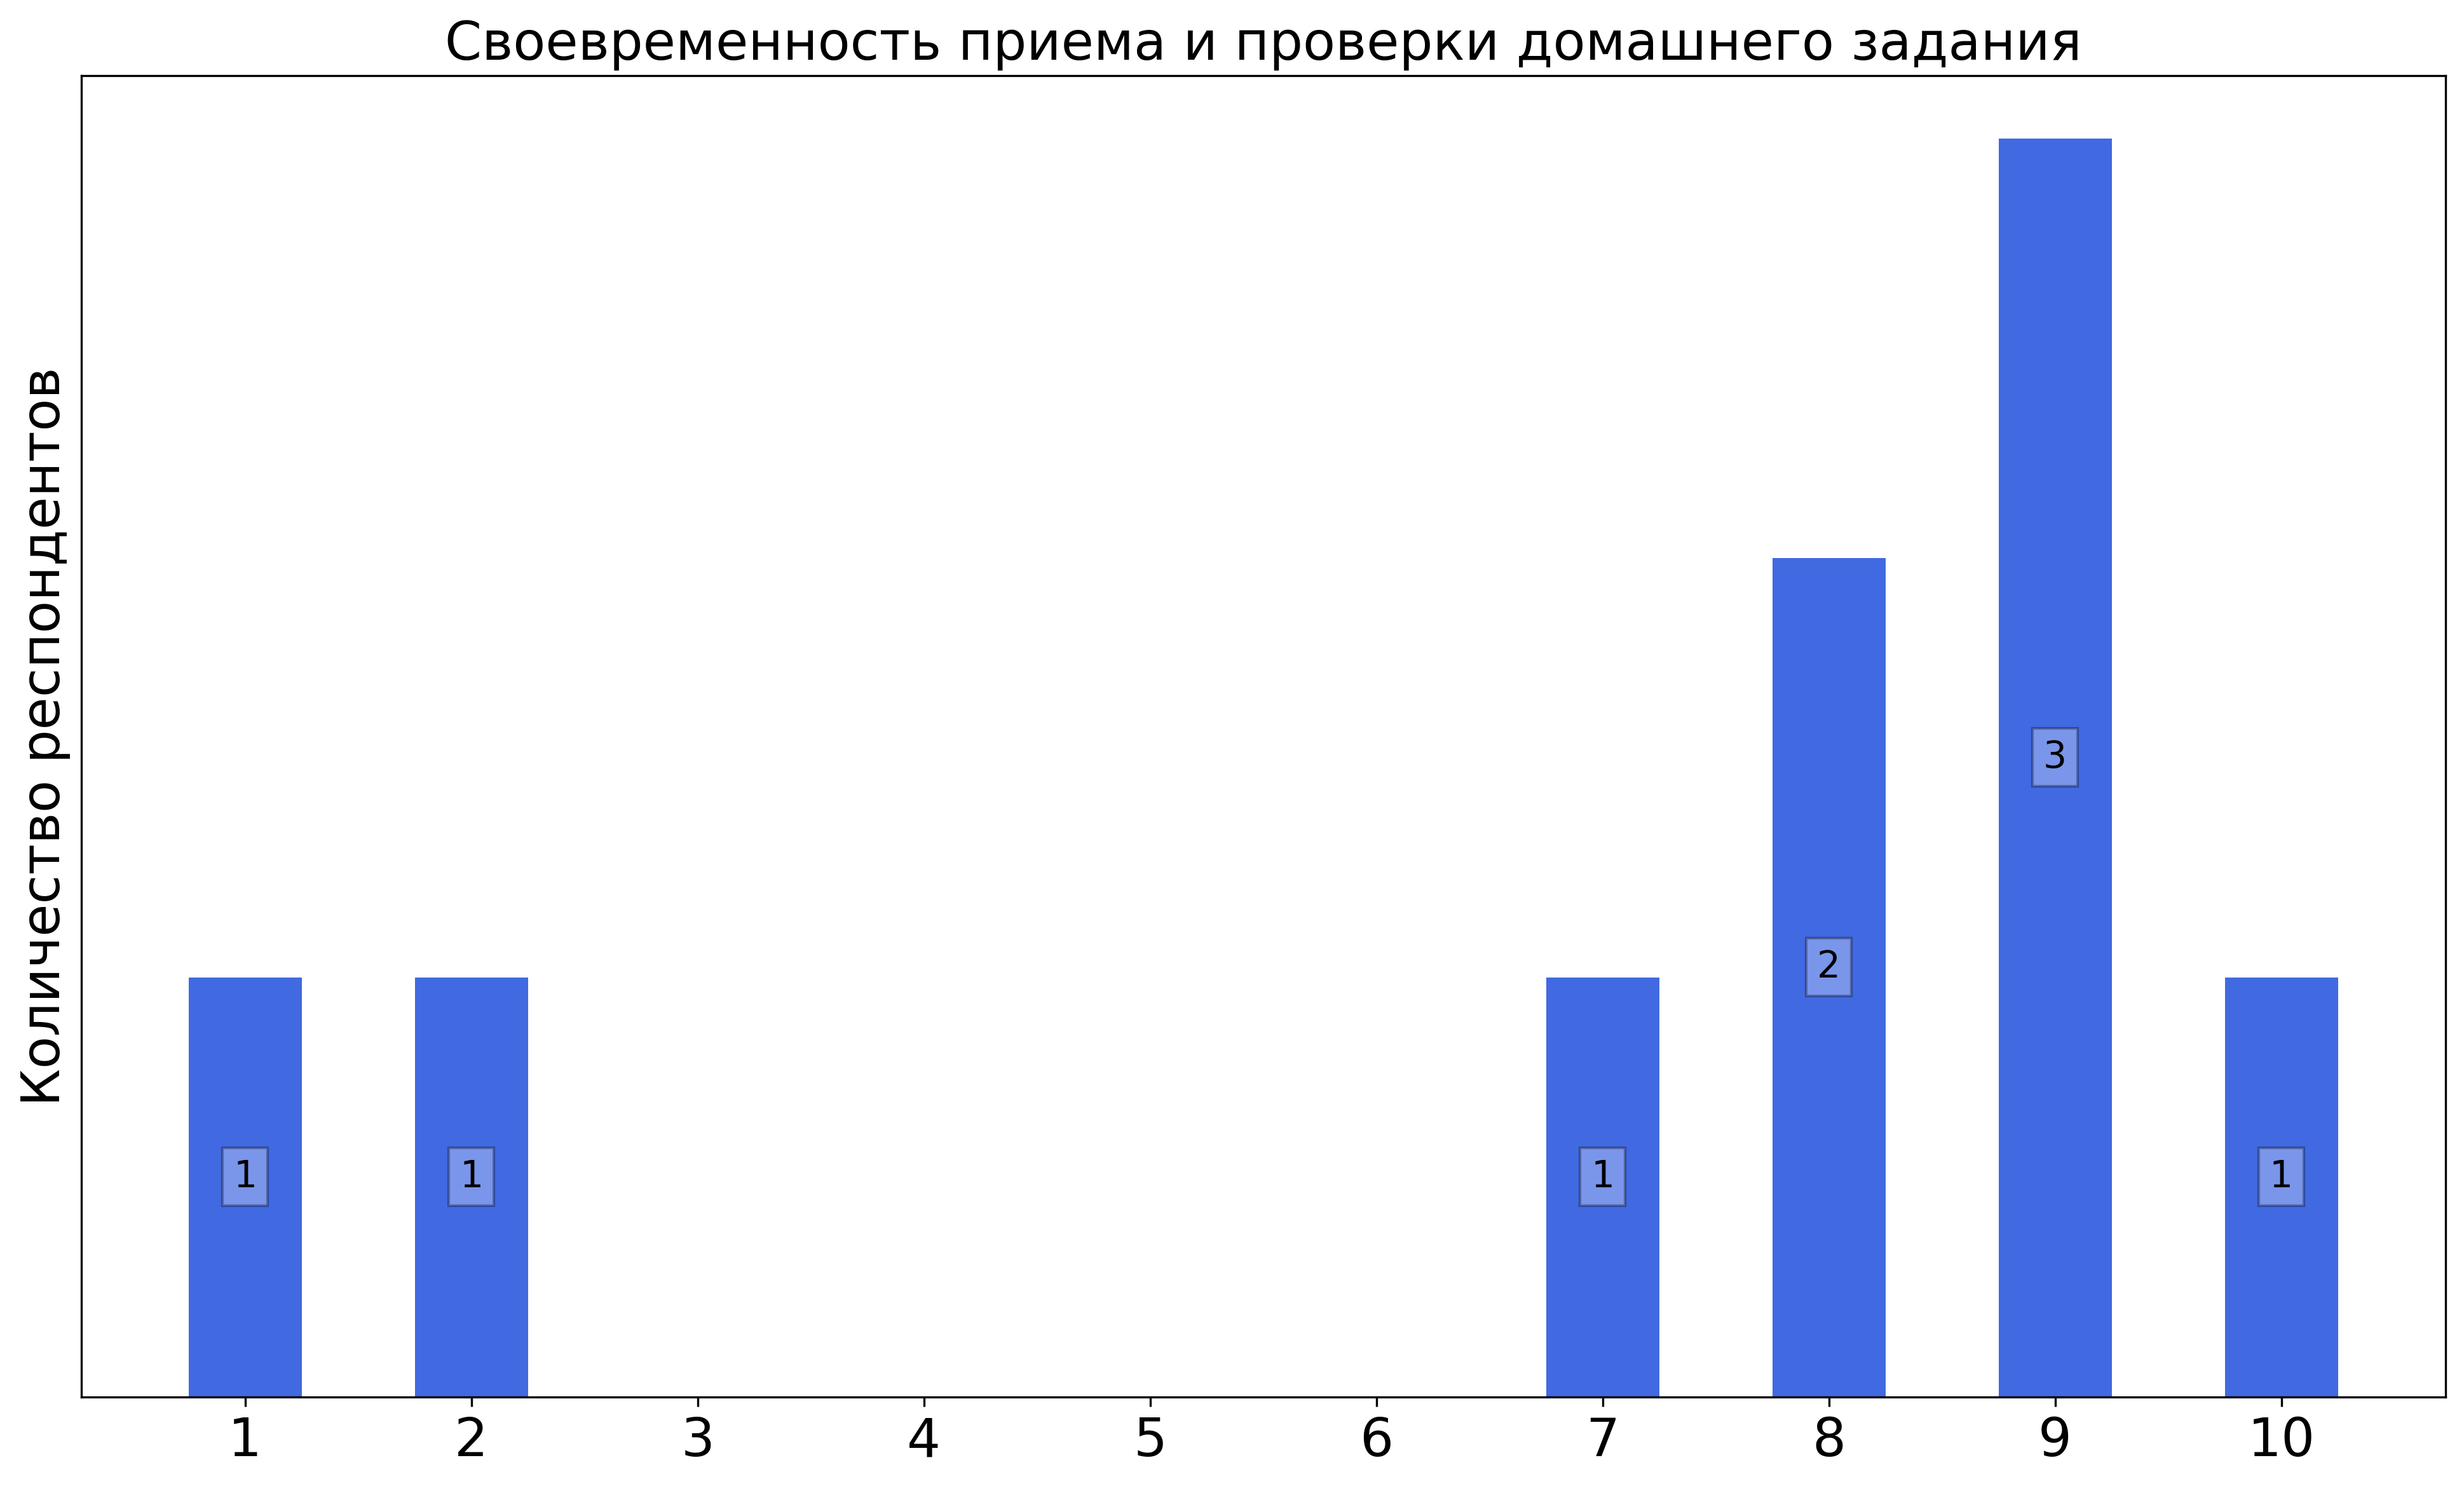 Своевременность приема и проверки домашнего задания
Количество респондентов
3
2
1 1 1 1
1 2 3 4 5 6 7 8 9 10